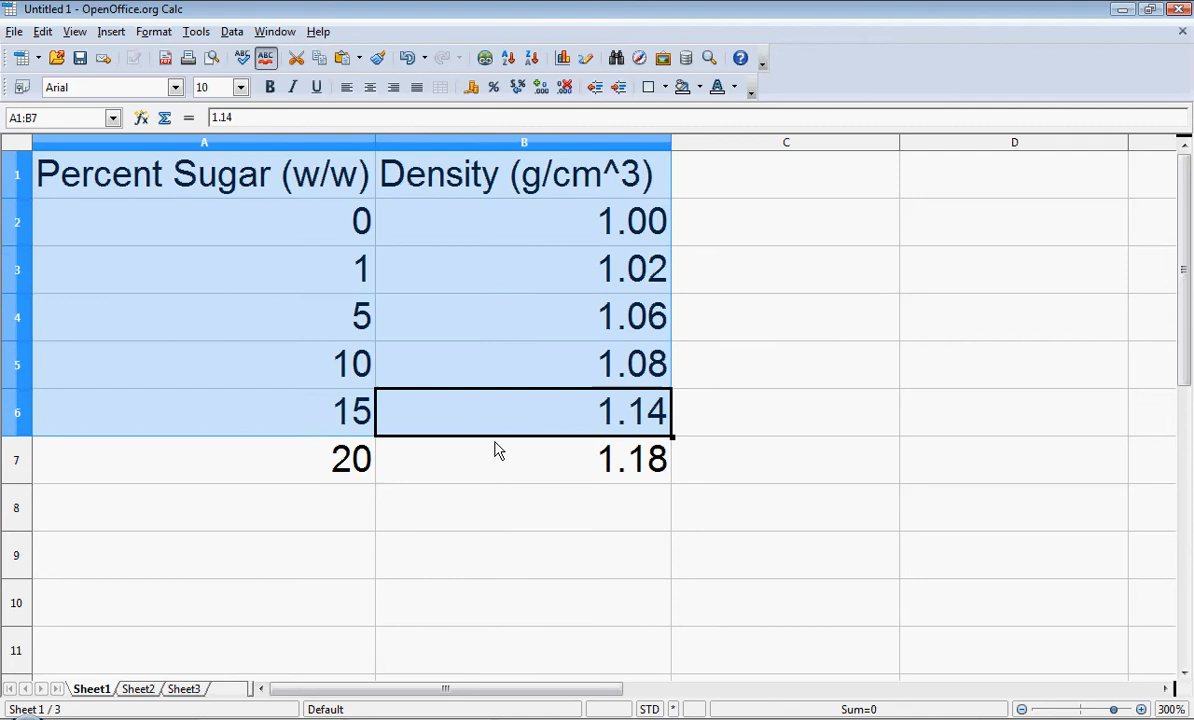 Untitled 1 - OpenOffice.org Calc
File Edit View Insert Format Tools Data Window Help
Arial 10
A1:B7 1.14
A B C D
1 Percent Sugar (w/w) Density (g/cm^3)
2 0 1.00
3 1 1.02
4 5 1.06
5 10 1.08
6 15 1.14
7 20 1.18
8
9
10
11
Sheet1 Sheet2 Sheet3
Sheet 1 / 3 Default STD * Sum=0 300%